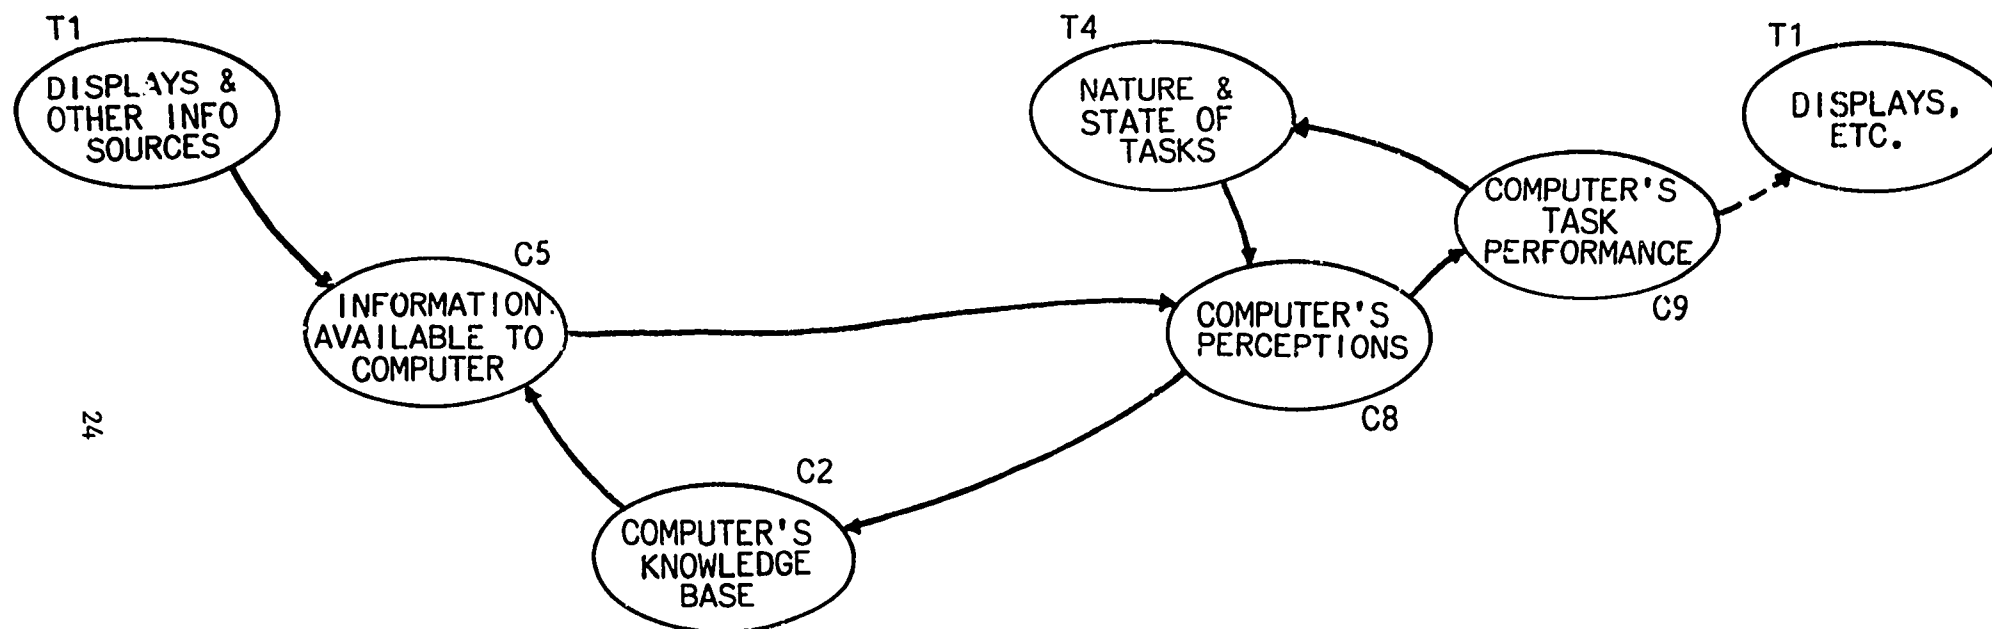 T1
DISPLAYS &
OTHER INFO
SOURCES
T4
NATURE &
STATE OF
TASKS
T1
DISPLAYS,
ETC.
COMPUTER'S
TASK
PERFORMANCE
C9
C5
INFORMATION
AVAILABLE TO
COMPUTER
COMPUTER'S
PERCEPTIONS
C8
24
C2
COMPUTER'S
KNOWLEDGE
BASE